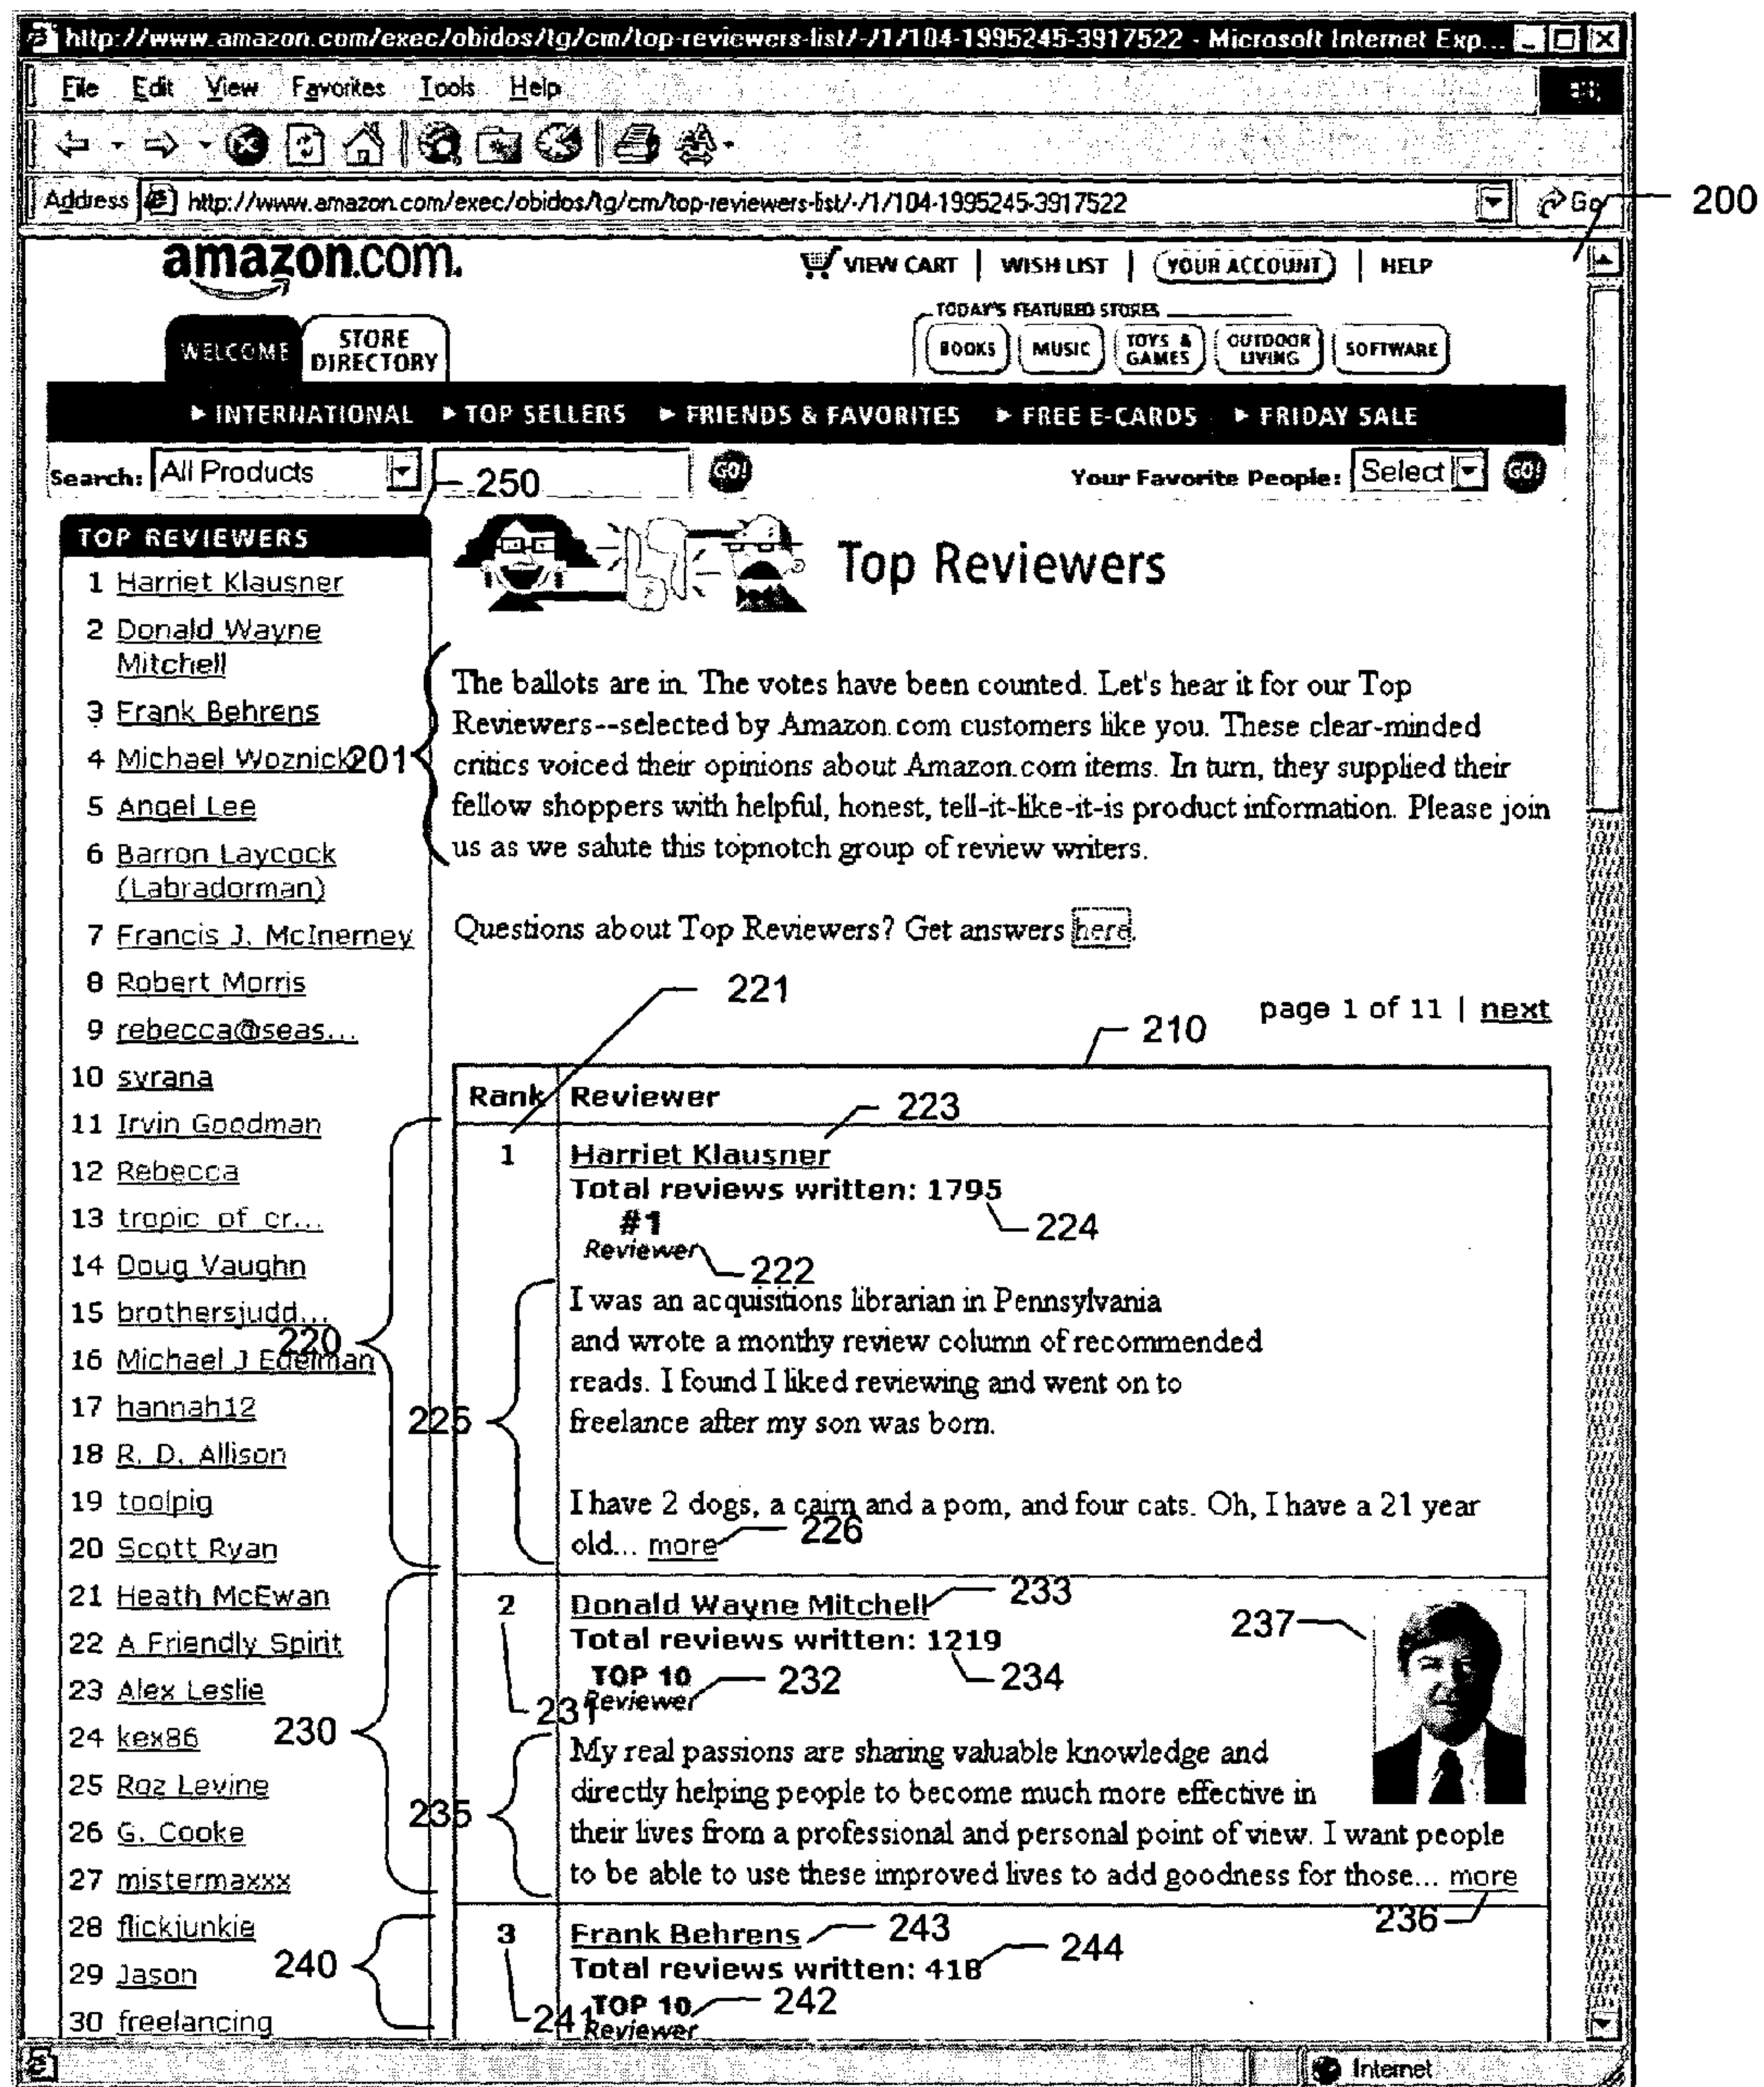 http://www.amazon.com/exec/obidos/tg/cm/top-reviewers-list/-/1/104-1995245-3917522 - Microsoft Internet Exp...
File Edit View Favorites Tools Help
Address http://www.amazon.com/exec/obidos/tg/cm/top-reviewers-list/-/1/104-1995245-3917522 Go
200
amazon.com.
VIEW CART | WISH LIST | YOUR ACCOUNT | HELP
WELCOME STORE DIRECTORY
TODAY'S FEATURED STORES
BOOKS MUSIC TOYS & GAMES OUTDOOR LIVING SOFTWARE
INTERNATIONAL TOP SELLERS FRIENDS & FAVORITES FREE E-CARDS FRIDAY SALE
Search: All Products GO! Your Favorite People: Select GO!
250
TOP REVIEWERS
1 Harriet Klausner
2 Donald Wayne
Mitchell
3 Frank Behrens
4 Michael Woznicki
5 Angel Lee
6 Barron Laycock
(Labradorman)
7 Francis J. McInerney
8 Robert Morris
9 rebecca@seas...
10 syrana
11 Irvin Goodman
12 Rebecca
13 tropic_of_cr...
14 Doug Vaughn
15 brothersjudd...
16 Michael J Edelman
17 hannah12
18 R. D. Allison
19 toolpig
20 Scott Ryan
21 Heath McEwan
22 A Friendly Spirit
23 Alex Leslie
24 kex86
25 Roz Levine
26 G. Cooke
27 mistermaxxx
28 flickjunkie
29 Jason
30 freelancing
Top Reviewers
201
The ballots are in. The votes have been counted. Let's hear it for our Top
Reviewers--selected by Amazon.com customers like you. These clear-minded
critics voiced their opinions about Amazon.com items. In turn, they supplied their
fellow shoppers with helpful, honest, tell-it-like-it-is product information. Please join
us as we salute this topnotch group of review writers.
Questions about Top Reviewers? Get answers here.
221
page 1 of 11 | next
210
Rank Reviewer
223
220
1 Harriet Klausner
Total reviews written: 1795
224
#1
Reviewer
222
225
I was an acquisitions librarian in Pennsylvania
and wrote a monthy review column of recommended
reads. I found I liked reviewing and went on to
freelance after my son was born.
I have 2 dogs, a cairn and a pom, and four cats. Oh, I have a 21 year
old... more
226
230
2 Donald Wayne Mitchell
233
237
Total reviews written: 1219
234
TOP 10
Reviewer
232
231
235
My real passions are sharing valuable knowledge and
directly helping people to become much more effective in
their lives from a professional and personal point of view. I want people
to be able to use these improved lives to add goodness for those... more
236
240
3 Frank Behrens
243
Total reviews written: 418
244
TOP 10
Reviewer
242
241
Internet